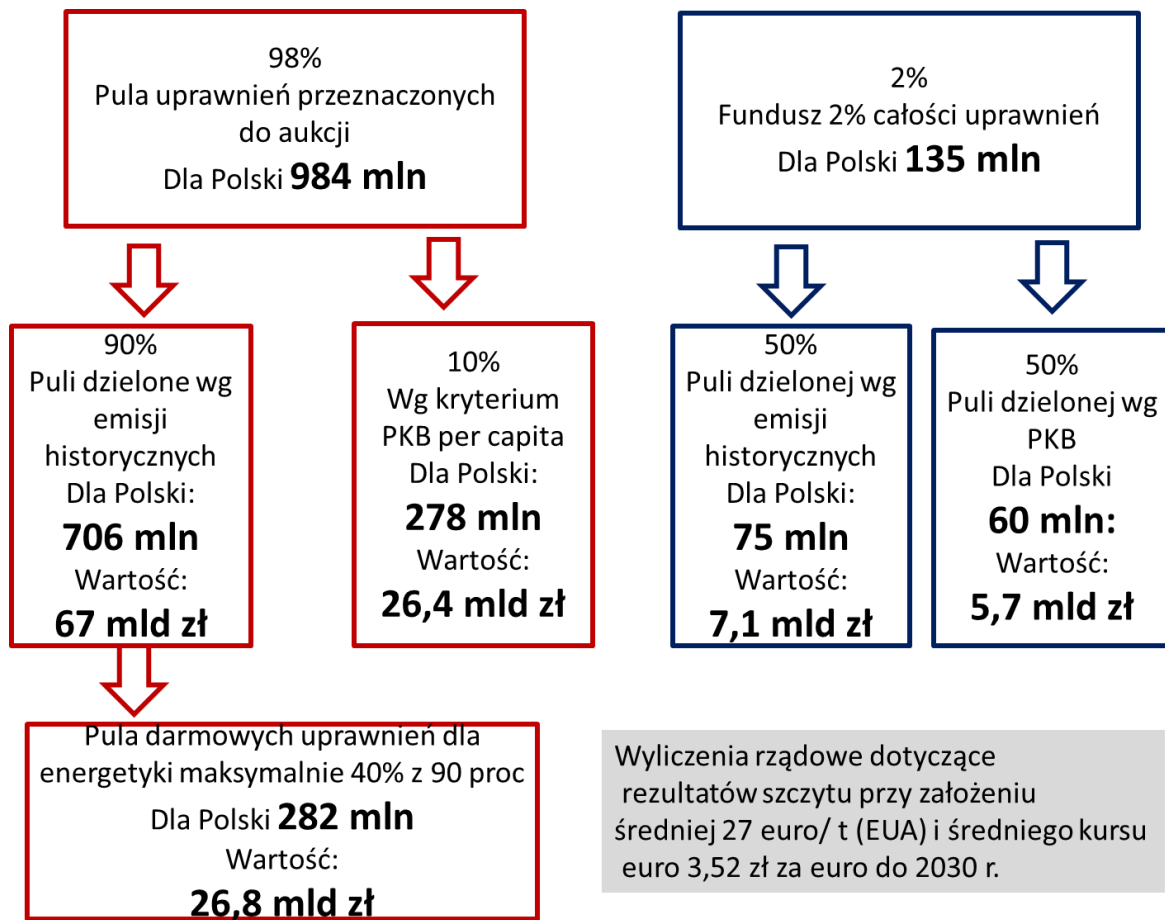 98%
Pula uprawnień przeznaczonych
do aukcji
Dla Polski 984 mln
2%
Fundusz 2% całości uprawnień
Dla Polski 135 mln
90%
Puli dzielone wg
emisji
historycznych
Dla Polski:
706 mln
Wartość:
67 mld zł
10%
Wg kryterium
PKB per capita
Dla Polski:
278 mln
Wartość:
26,4 mld zł
50%
Puli dzielonej wg
emisji
historycznych
Dla Polski:
75 mln
Wartość:
7,1 mld zł
50%
Puli dzielonej wg
PKB
Dla Polski
60 mln:
Wartość:
5,7 mld zł
Pula darmowych uprawnień dla
energetyki maksymalnie 40% z 90 proc
Dla Polski 282 mln
Wartość:
26,8 mld zł
Wyliczenia rządowe dotyczące
rezultatów szczytu przy założeniu
średniej 27 euro/ t (EUA) i średniego kursu
euro 3,52 zł za euro do 2030 r.